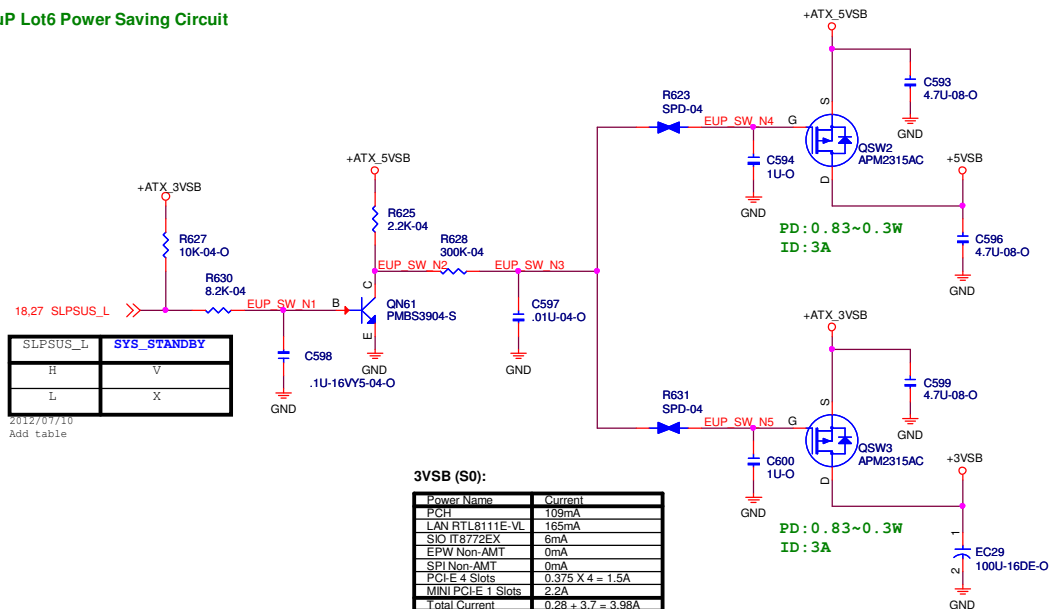 uP Lot6 Power Saving Circuit
+ATX_5VSB
C593
4.7U-08-O
GND
R623
SPD-04
EUP_SW_N4
G
S
D
QSW2
APM2315AC
C594
1U-O
GND
+5VSB
PD:0.83~0.3W
ID:3A
C596
4.7U-08-O
GND
+ATX_5VSB
+ATX_3VSB
R627
10K-04-O
R625
2.2K-04
R628
300K-04
EUP_SW_N2
EUP_SW_N3
R630
8.2K-04
18,27 SLPSUS_L
EUP_SW_N1
B
C
E
QN61
PMBS3904-S
GND
C597
.01U-04-O
GND
C598
.1U-16VY5-04-O
GND
SLPSUS_L SYS_STANDBY
H V
L X
2012/07/10
Add table
+ATX_3VSB
C599
4.7U-08-O
GND
R631
SPD-04
EUP_SW_N5
G
S
D
QSW3
APM2315AC
C600
1U-O
GND
+3VSB
PD:0.83~0.3W
ID:3A
1
2
EC29
100U-16DE-O
GND
3VSB (S0):
Power Name Current
PCH 109mA
LAN RTL8111E-VL 165mA
SIO IT8772EX 6mA
EPW Non-AMT 0mA
SPI Non-AMT 0mA
PCI-E 4 Slots 0.375 X 4 = 1.5A
MINI PCI-E 1 Slots 2.2A
Total Current 0.28 + 3.7 = 3.98A